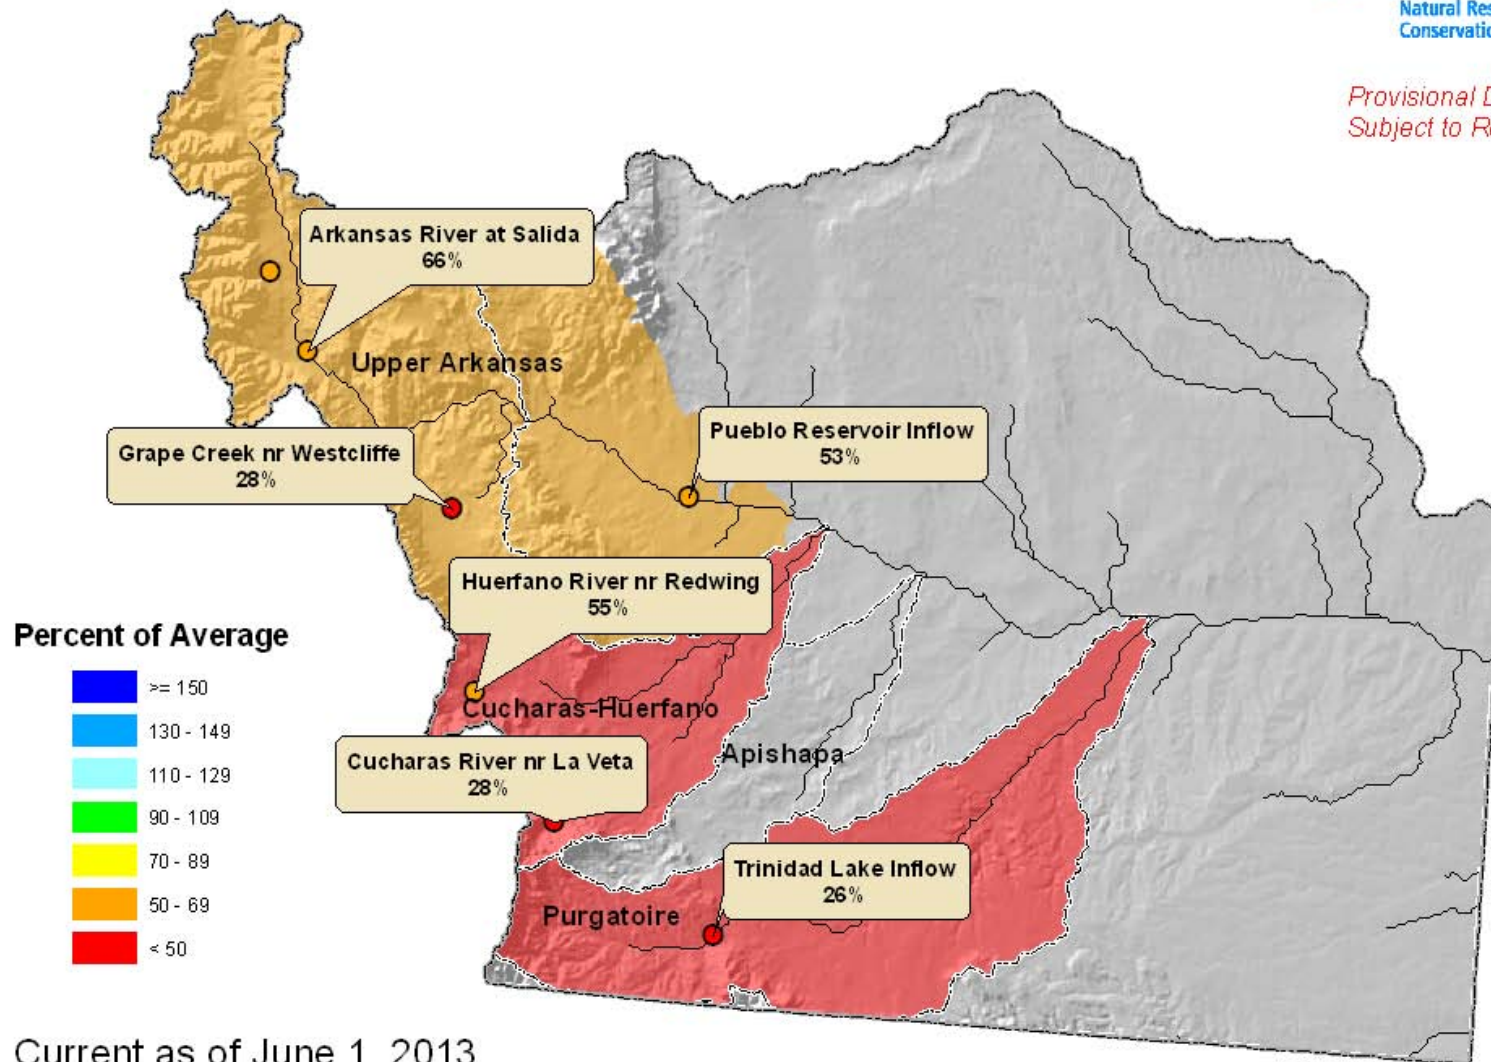 Natural Res
Conservatio
Provisional D
Subject to R
Arkansas River at Salida
66%
Upper Arkansas
Pueblo Reservoir Inflow
53%
Grape Creek nr Westcliffe
28%
Huerfano River nr Redwing
55%
Percent of Average
>= 150
130 - 149
110 - 129
90 - 109
70 - 89
50 - 69
< 50
Cucharas-Huerfano
Apishapa
Cucharas River nr La Veta
28%
Trinidad Lake Inflow
26%
Purgatoire
Current as of June 1, 2013